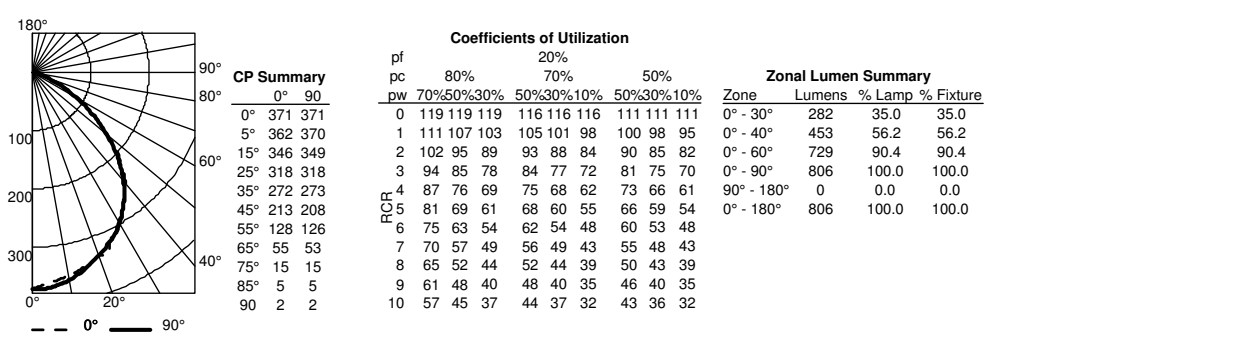 180°
90°
80°
60°
40°
100
200
300
0° 20°
0° 90°
CP Summary
0° 90
0° 371 371
5° 362 370
15° 346 349
25° 318 318
35° 272 273
45° 213 208
55° 128 126
65° 55 53
75° 15 15
85° 5 5
90 2 2
Coefficients of Utilization
pf 20%
pc 80% 70% 50%
pw 70%50%30% 50%30%10% 50%30%10%
RCR
0 119 119 119 116 116 116 111 111 111
1 111 107 103 105 101 98 100 98 95
2 102 95 89 93 88 84 90 85 82
3 94 85 78 84 77 72 81 75 70
4 87 76 69 75 68 62 73 66 61
5 81 69 61 68 60 55 66 59 54
6 75 63 54 62 54 48 60 53 48
7 70 57 49 56 49 43 55 48 43
8 65 52 44 52 44 39 50 43 39
9 61 48 40 48 40 35 46 40 35
10 57 45 37 44 37 32 43 36 32
Zonal Lumen Summary
Zone Lumens % Lamp % Fixture
0° - 30° 282 35.0 35.0
0° - 40° 453 56.2 56.2
0° - 60° 729 90.4 90.4
0° - 90° 806 100.0 100.0
90° - 180° 0 0.0 0.0
0° - 180° 806 100.0 100.0